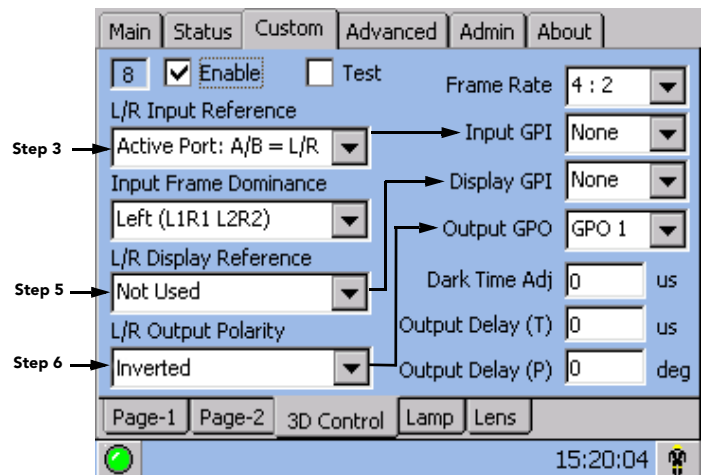 Main Status Custom Advanced Admin About
8 Enable Test
Frame Rate 4 : 2
L/R Input Reference
Step 3 Active Port: A/B = L/R
Input GPI None
Input Frame Dominance
Display GPI None
Left (L1R1 L2R2)
Output GPO GPO 1
L/R Display Reference
Step 5 Not Used
Dark Time Adj 0 us
L/R Output Polarity
Output Delay (T) 0 us
Step 6 Inverted
Output Delay (P) 0 deg
Page-1 Page-2 3D Control Lamp Lens
15:20:04